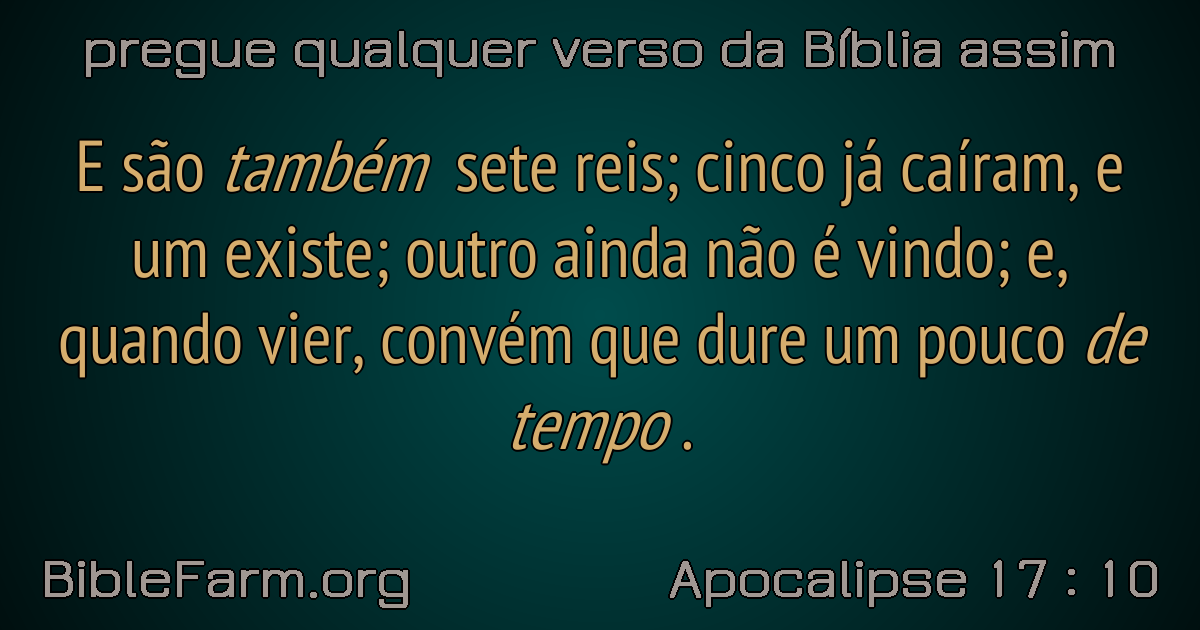 pregue qualquer verso da Bíblia assim
E são também sete reis; cinco já caíram, e
um existe; outro ainda não é vindo; e,
quando vier, convém que dure um pouco de
tempo .
BibleFarm.org
Apocalipse 17 : 10